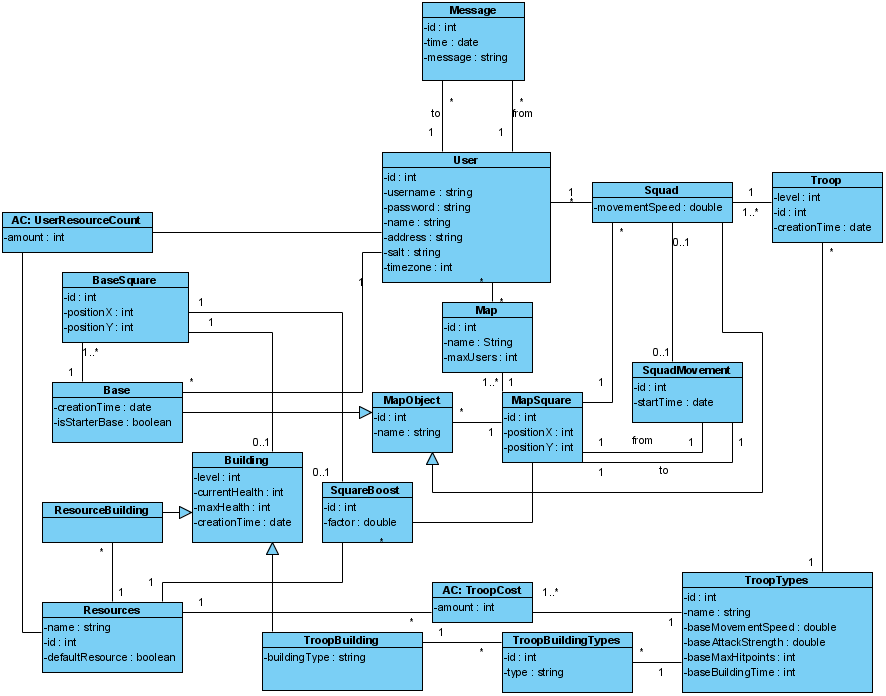 Message
-id : int
-time : date
-message : string
*
*
to
from
1
1
User
-id : int
-username : string
-password : string
-name : string
-address : string
-salt : string
-timezone : int
1
*
Squad
-movementSpeed : double
1
1..*
Troop
-level : int
-id : int
-creationTime : date
AC: UserResourceCount
-amount : int
*
0..1
*
BaseSquare
-id : int
-positionX : int
-positionY : int
1
1
1
*
*
Map
-id : int
-name : String
-maxUsers : int
1..*
1
0..1
SquadMovement
-id : int
-startTime : date
Base
-creationTime : date
-isStarterBase : boolean
*
MapObject
-id : int
-name : string
*
1
1..*
1
MapSquare
-id : int
-positionX : int
-positionY : int
1
1
from
1
1
1
to
0..1
Building
-level : int
-currentHealth : int
-maxHealth : int
-creationTime : date
0..1
SquareBoost
-id : int
-factor : double
*
ResourceBuilding
*
1
1
1
Resources
-name : string
-id : int
-defaultResource : boolean
1
*
AC: TroopCost
-amount : int
1..*
1
TroopTypes
-id : int
-name : string
-baseMovementSpeed : double
-baseAttackStrength : double
-baseMaxHitpoints : int
-baseBuildingTime : int
TroopBuilding
-buildingType : string
1
*
TroopBuildingTypes
-id : int
-type : string
*
1